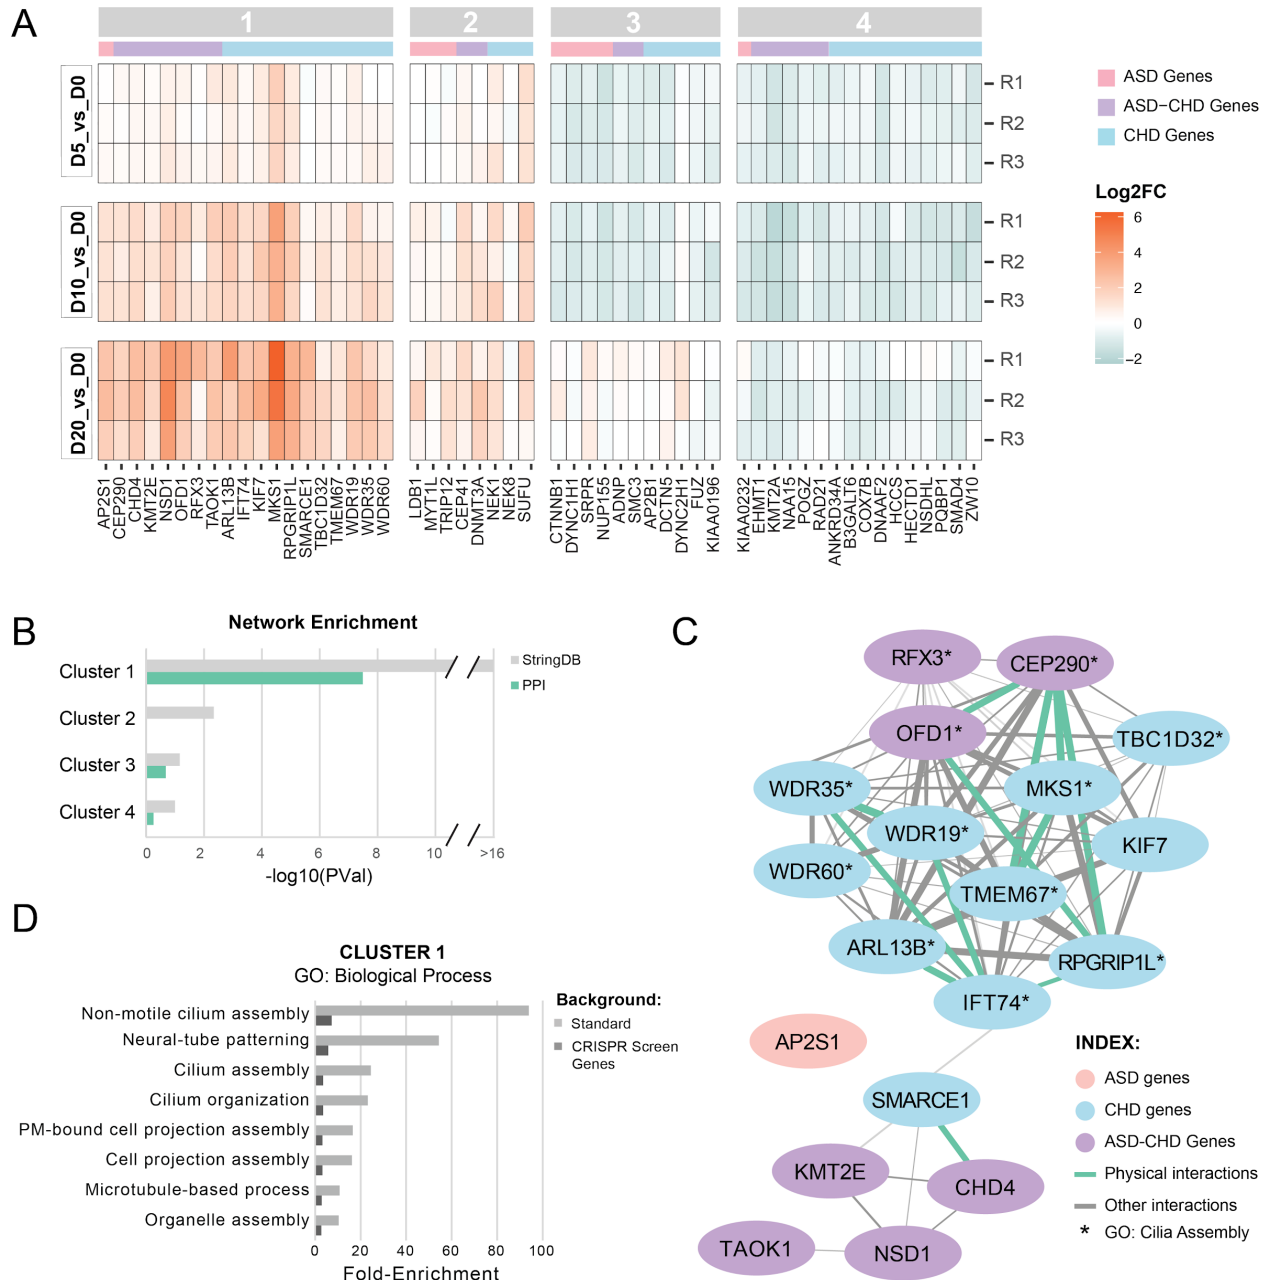 A
1
2
3
4
D5_vs_D0
R1
R2
R3
D10_vs_D0
R1
R2
R3
D20_vs_D0
R1
R2
R3
AP2S1
CEP290
CHD4
KMT2E
NSD1
OFD1
RFX3
TAOK1
ARL13B
IFT74
KIF7
MKS1
RPGRIP1L
SMARCE1
TBC1D32
TMEM67
WDR19
WDR35
WDR60
LDB1
MYT1L
TRIP12
CEP41
DNMT3A
NEK1
NEK8
SUFU
CTNNB1
DYNC1H1
SRPR
NUP155
ADNP
SMC3
AP2B1
DCTN5
DYNC2H1
FUZ
KIAA0196
KIAA0232
EHMT1
KMT2A
NAA15
POGZ
RAD21
ANKRD34A
B3GALT6
COX7B
DNAAF2
HCCS
HECTD1
NSDHL
PQBP1
SMAD4
ZW10
ASD Genes
ASD−CHD Genes
CHD Genes
Log2FC
6
4
2
0
−2
B
Network Enrichment
Cluster 1
Cluster 2
Cluster 3
Cluster 4
0 2 4 6 8 10 >16
-log10(PVal)
StringDB
PPI
C
RFX3*
CEP290*
OFD1*
TBC1D32*
WDR35*
MKS1*
WDR19*
KIF7
WDR60*
TMEM67*
ARL13B*
RPGRIP1L*
IFT74*
AP2S1
SMARCE1
KMT2E
CHD4
TAOK1
NSD1
INDEX:
ASD genes
CHD genes
ASD-CHD Genes
Physical interactions
Other interactions
* GO: Cilia Assembly
D
CLUSTER 1
GO: Biological Process
Non-motile cilium assembly
Neural-tube patterning
Cilium assembly
Cilium organization
PM-bound cell projection assembly
Cell projection assembly
Microtubule-based process
Organelle assembly
0 20 40 60 80 100
Fold-Enrichment
Background:
Standard
CRISPR Screen
Genes